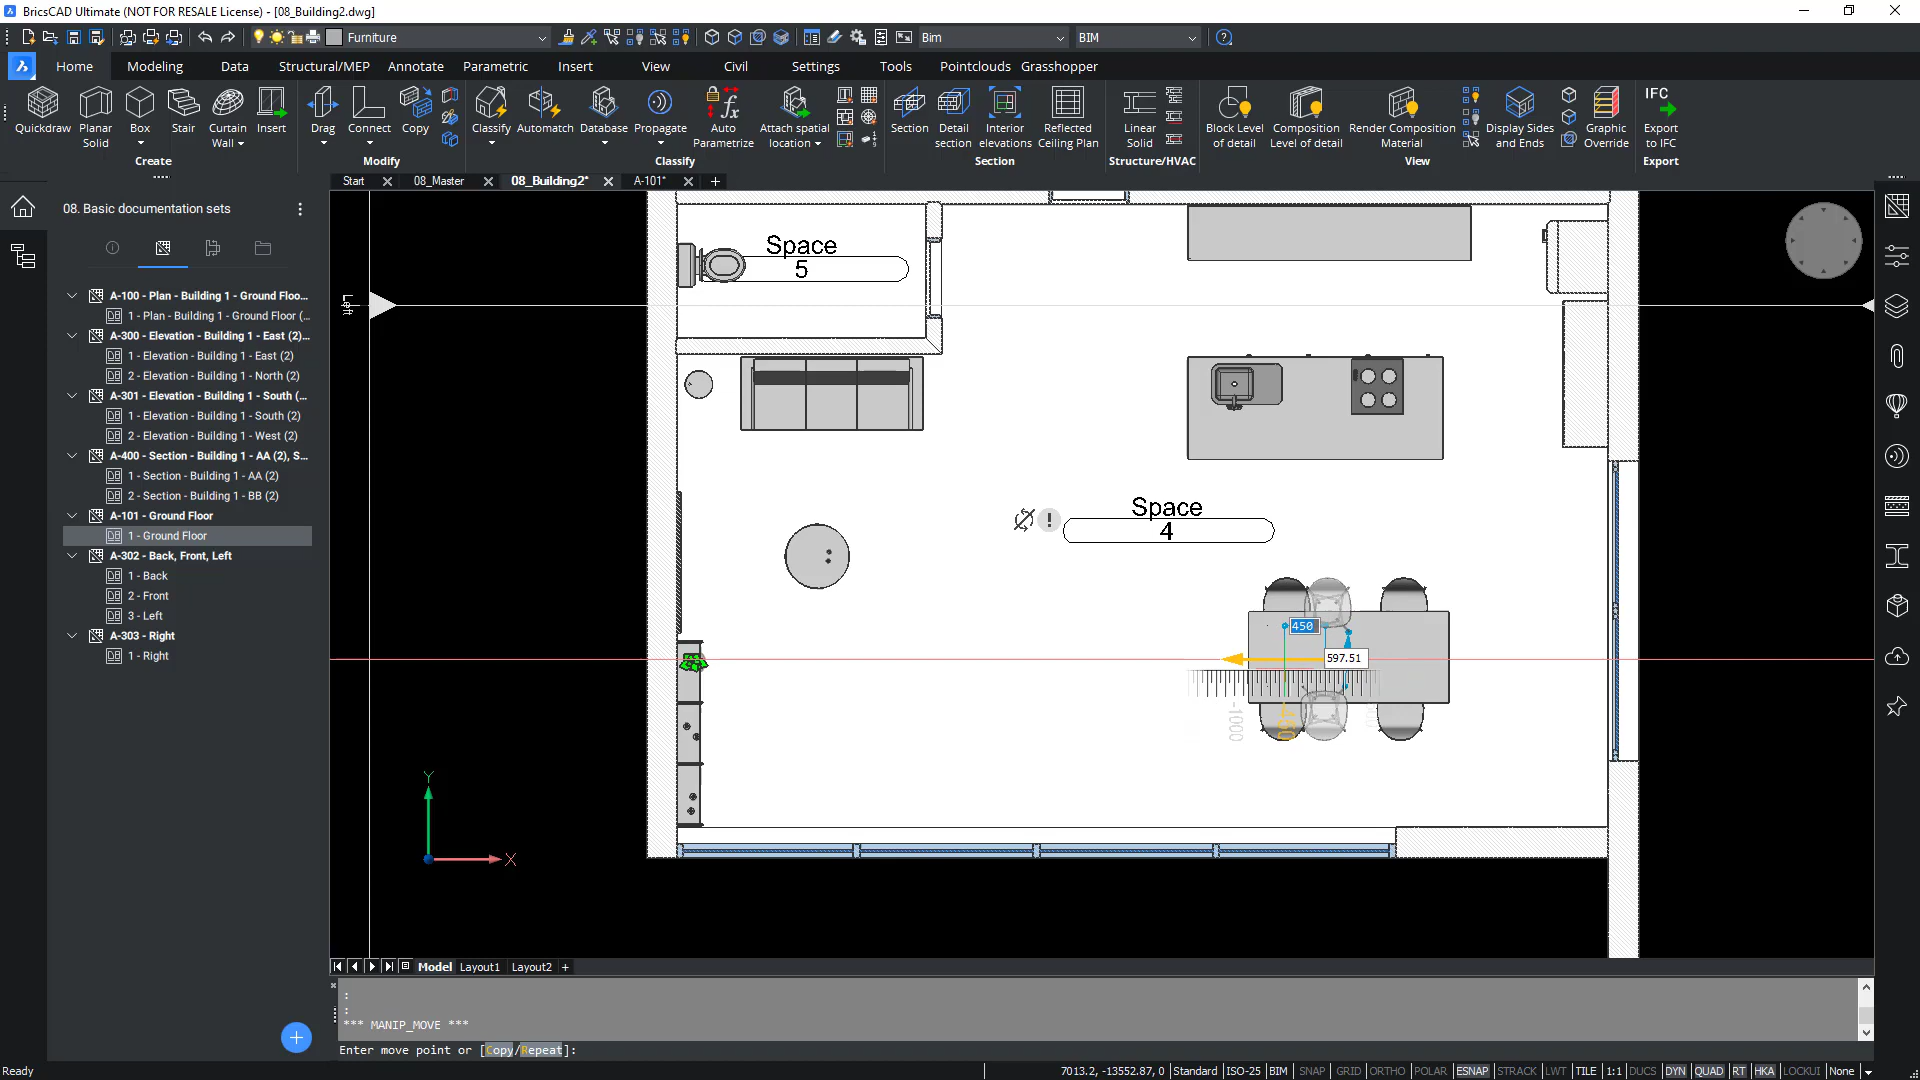 BricsCAD Ultimate (NOT FOR RESALE License) - [08_Building2.dwg]
Furniture
Bim
BIM
Home
Modeling
Data
Structural/MEP
Annotate
Parametric
Insert
View
Civil
Settings
Tools
Pointclouds
Grasshopper
Quickdraw
Planar Solid
Box
Stair
Curtain Wall
Insert
Create
Drag
Connect
Copy
Modify
Classify
Automatch
Database
Propagate
Auto Parametrize
Attach spatial location
Classify
Section
Detail section
Interior elevations
Reflected Ceiling Plan
Section
Linear Solid
Structure/HVAC
Block Level of detail
Composition Level of detail
Render Composition Material
Display Sides and Ends
Graphic Override
View
IFC
Export to IFC
Export
Start
08_Master
08_Building2*
A-101*
08. Basic documentation sets
A-100 - Plan - Building 1 - Ground Floo...
1 - Plan - Building 1 - Ground Floor (...
A-300 - Elevation - Building 1 - East (2)...
1 - Elevation - Building 1 - East (2)
2 - Elevation - Building 1 - North (2)
A-301 - Elevation - Building 1 - South (...
1 - Elevation - Building 1 - South (2)
2 - Elevation - Building 1 - West (2)
A-400 - Section - Building 1 - AA (2), S...
1 - Section - Building 1 - AA (2)
2 - Section - Building 1 - BB (2)
A-101 - Ground Floor
1 - Ground Floor
A-302 - Back, Front, Left
1 - Back
2 - Front
3 - Left
A-303 - Right
1 - Right
Left
Space
5
Space
4
450
597.51
-1000
Y
X
Model
Layout1
Layout2
:
:
*** MANIP_MOVE ***
Enter move point or [Copy/Repeat]:
Ready
7013.2, -13552.87, 0
Standard
ISO-25
BIM
SNAP
GRID
ORTHO
POLAR
ESNAP
STRACK
LWT
TILE
1:1
DUCS
DYN
QUAD
RT
HKA
LOCKUI
None